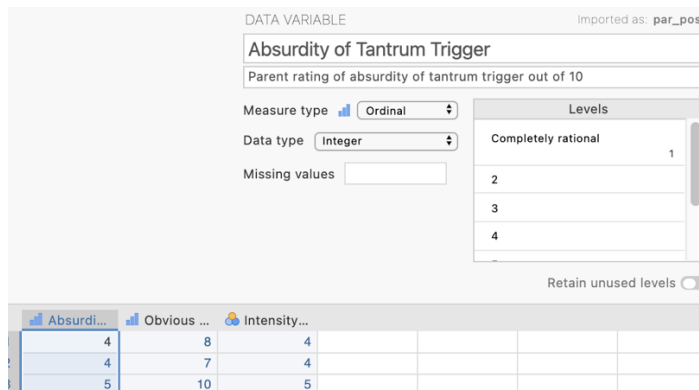 DATA VARIABLE
Imported as: par_pos
Absurdity of Tantrum Trigger
Parent rating of absurdity of tantrum trigger out of 10
Measure type Ordinal
Data type Integer
Missing values
Levels
Completely rational
1
2
3
4
Retain unused levels
Absurdi... Obvious ... Intensity...
4 8 4
2 4 7 4
3 5 10 5